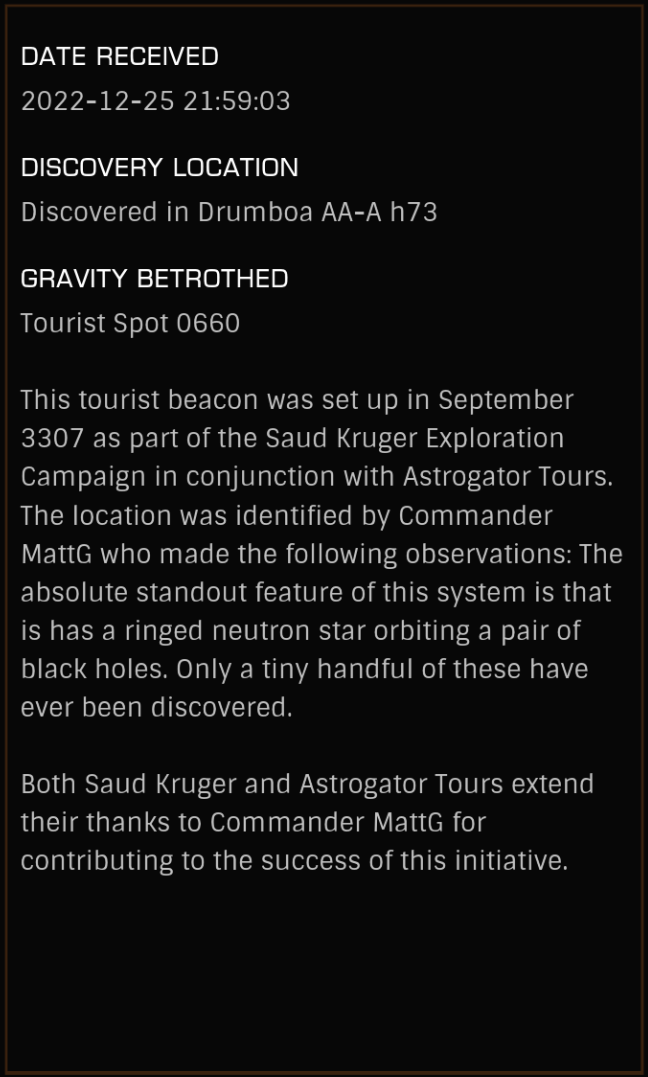 DATE RECEIVED
2022-12-25 21:59:03
DISCOVERY LOCATION
Discovered in Drumboa AA-A h73
GRAVITY BETROTHED
Tourist Spot 0660
This tourist beacon was set up in September
3307 as part of the Saud Kruger Exploration
Campaign in conjunction with Astrogator Tours.
The location was identified by Commander
MattG who made the following observations: The
absolute standout feature of this system is that
is has a ringed neutron star orbiting a pair of
black holes. Only a tiny handful of these have
ever been discovered.
Both Saud Kruger and Astrogator Tours extend
their thanks to Commander MattG for
contributing to the success of this initiative.